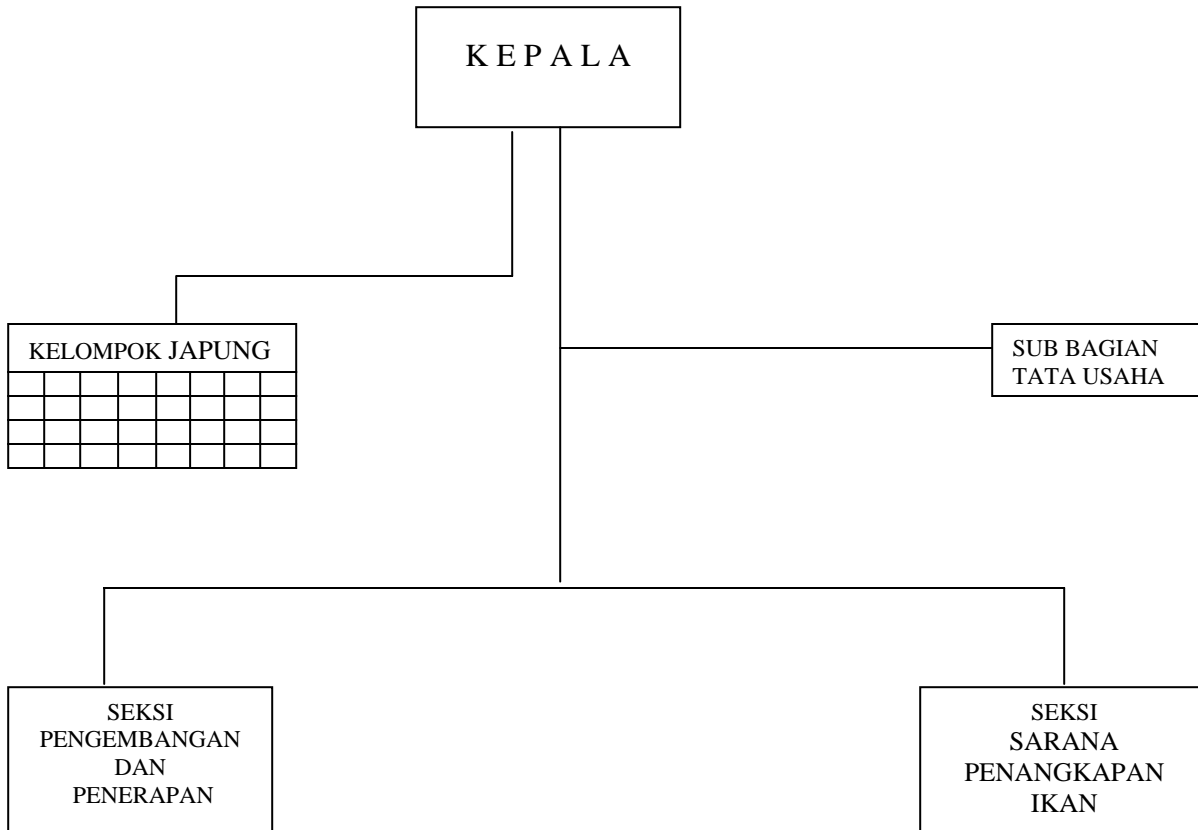 K E P A L A
KELOMPOK JAPUNG
SUB BAGIAN
TATA USAHA
SEKSI
PENGEMBANGAN
DAN
PENERAPAN
SEKSI
SARANA
PENANGKAPAN
IKAN